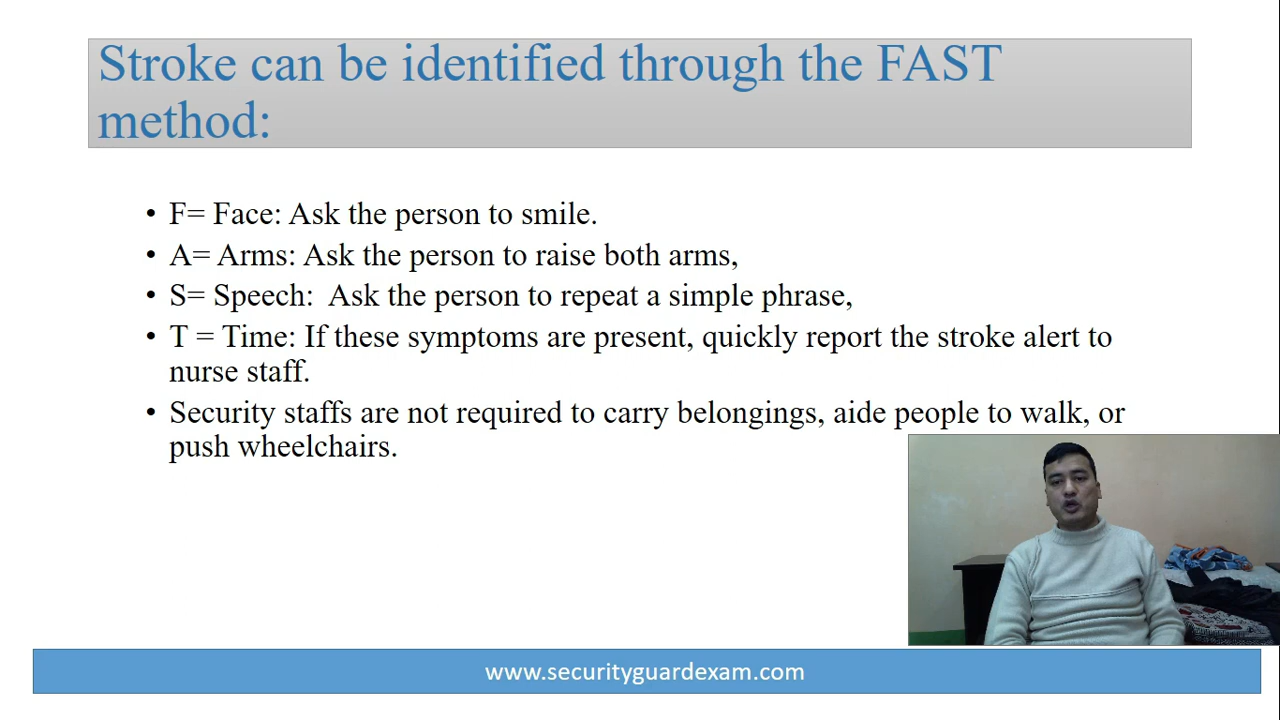 Stroke can be identified through the FAST
method:
• F= Face: Ask the person to smile.
• A= Arms: Ask the person to raise both arms,
• S= Speech:  Ask the person to repeat a simple phrase,
• T = Time: If these symptoms are present, quickly report the stroke alert to
nurse staff.
• Security staffs are not required to carry belongings, aide people to walk, or
push wheelchairs.
www.securityguardexam.com